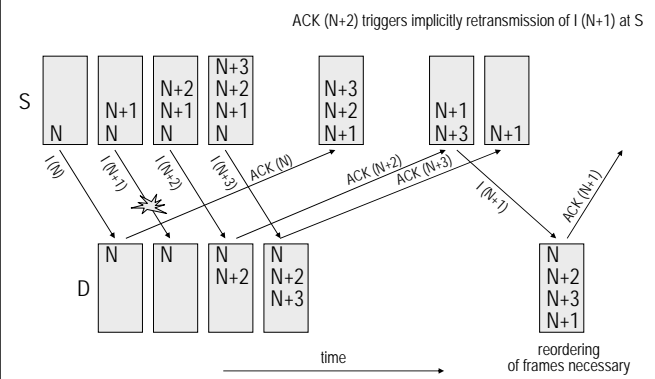 ACK (N+2) triggers implicitly retransmission of I (N+1) at S
S
N
N+1
N
N+2
N+1
N
N+3
N+2
N+1
N
N+3
N+2
N+1
N+1
N+3
N+1
I (N)
I (N+1)
I (N+2)
I (N+3)
ACK (N)
ACK (N+2)
ACK (N+3)
I (N+1)
ACK (N+1)
D
N
N
N
N+2
N
N+2
N+3
N
N+2
N+3
N+1
time
reordering
of frames necessary